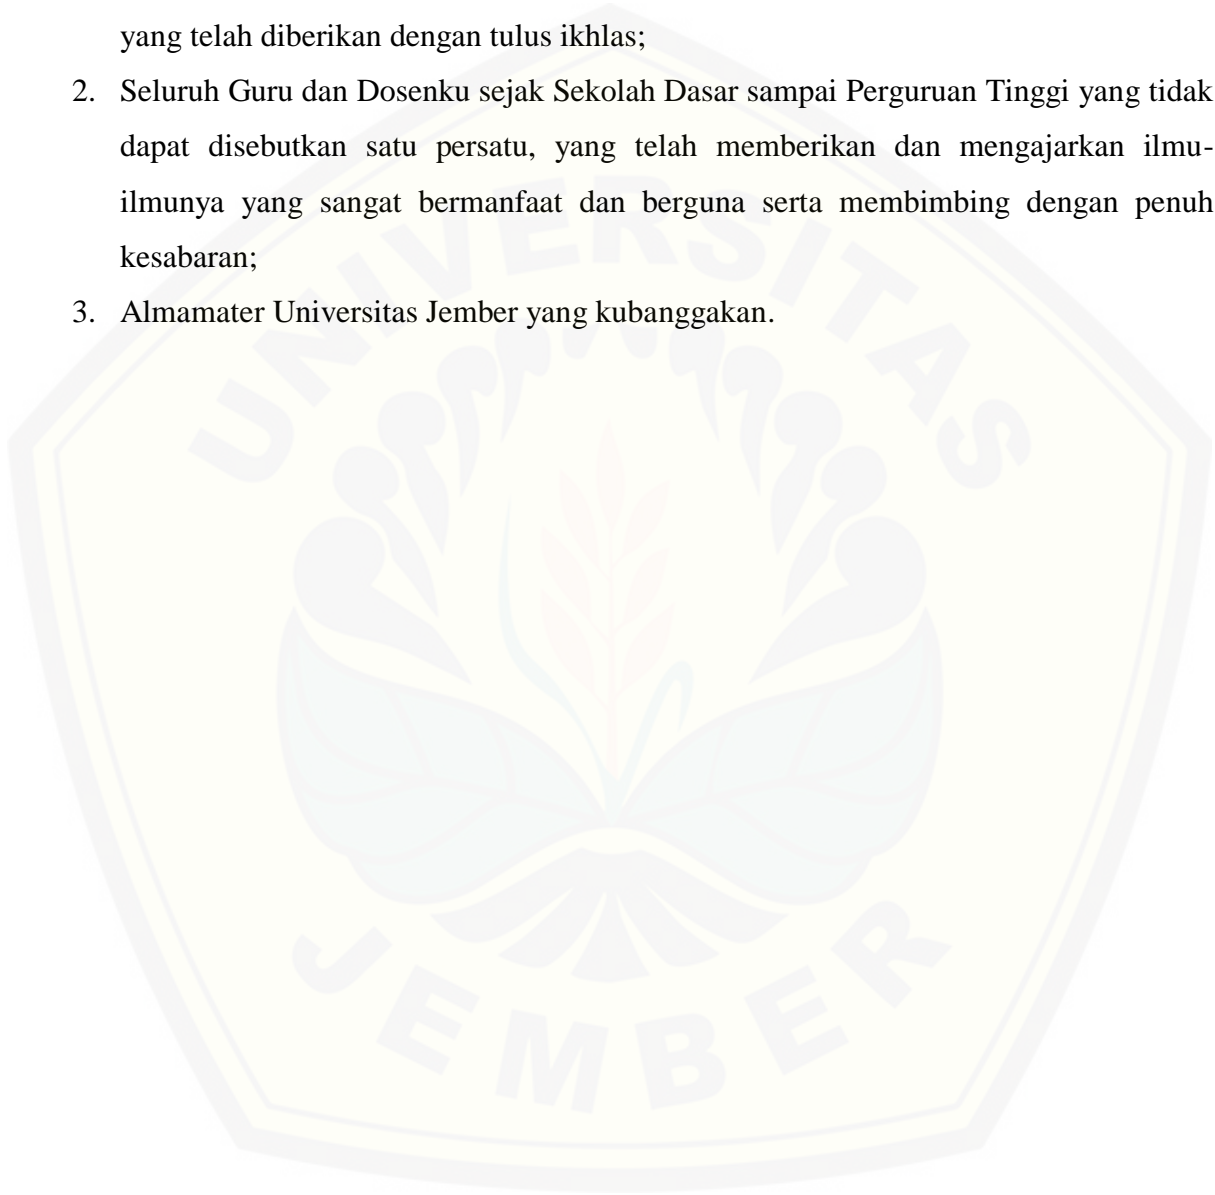 yang telah diberikan dengan tulus ikhlas;
2. Seluruh Guru dan Dosenku sejak Sekolah Dasar sampai Perguruan Tinggi yang tidak
dapat disebutkan satu persatu, yang telah memberikan dan mengajarkan ilmu-
ilmunya yang sangat bermanfaat dan berguna serta membimbing dengan penuh
kesabaran;
3. Almamater Universitas Jember yang kubanggakan.
UNIVERSITAS
JEMBER